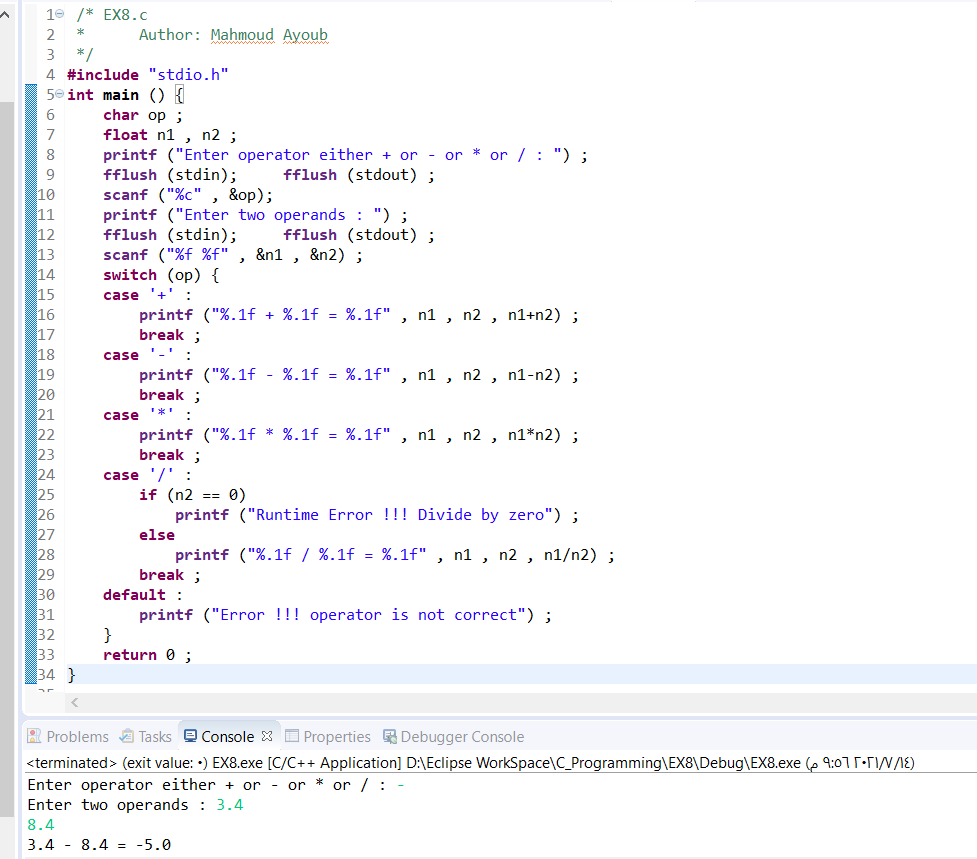 1 /* EX8.c
2 *      Author: Mahmoud Ayoub
3 */
4 #include "stdio.h"
5 int main () {
6     char op ;
7     float n1 , n2 ;
8     printf ("Enter operator either + or - or * or / : ") ;
9     fflush (stdin);     fflush (stdout) ;
10     scanf ("%c" , &op);
11     printf ("Enter two operands : ") ;
12     fflush (stdin);     fflush (stdout) ;
13     scanf ("%f %f" , &n1 , &n2) ;
14     switch (op) {
15     case '+' :
16         printf ("%.1f + %.1f = %.1f" , n1 , n2 , n1+n2) ;
17         break ;
18     case '-' :
19         printf ("%.1f - %.1f = %.1f" , n1 , n2 , n1-n2) ;
20         break ;
21     case '*' :
22         printf ("%.1f * %.1f = %.1f" , n1 , n2 , n1*n2) ;
23         break ;
24     case '/' :
25         if (n2 == 0)
26             printf ("Runtime Error !!! Divide by zero") ;
27         else
28             printf ("%.1f / %.1f = %.1f" , n1 , n2 , n1/n2) ;
29         break ;
30     default :
31         printf ("Error !!! operator is not correct") ;
32     }
33     return 0 ;
34 }
Problems Tasks Console Properties Debugger Console
<terminated> (exit value: ٠) EX8.exe [C/C++ Application] D:\Eclipse WorkSpace\C_Programming\EX8\Debug\EX8.exe (٢٠٢١/٧/١٤ ٩:٥٦ م)
Enter operator either + or - or * or / : -
Enter two operands : 3.4
8.4
3.4 - 8.4 = -5.0